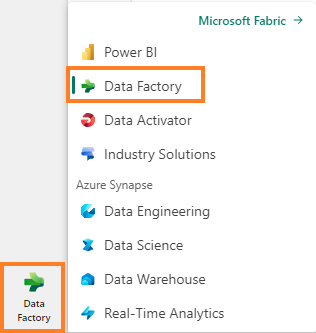 Microsoft Fabric →
Power BI
Data Factory
Data Activator
Industry Solutions
Azure Synapse
Data Engineering
Data Science
Data Warehouse
Real-Time Analytics
Data
Factory